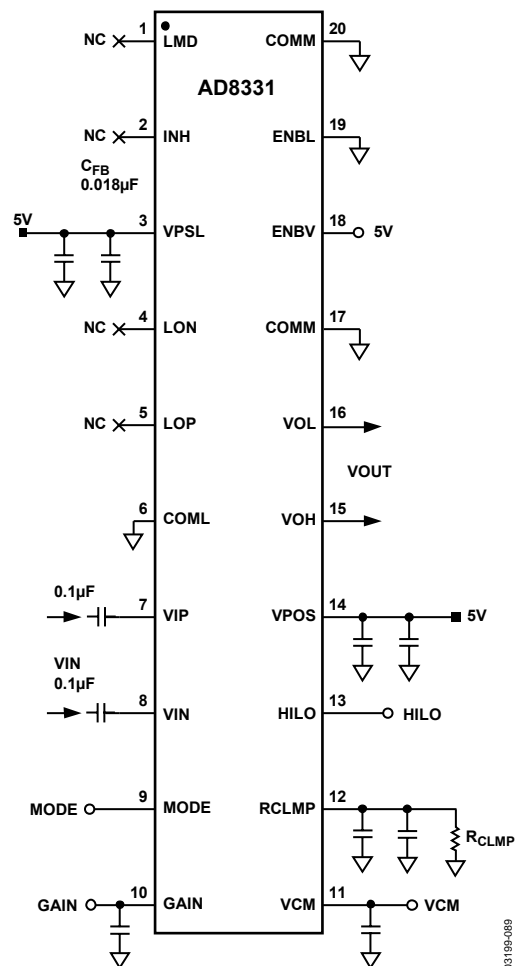 1
20
NC
LMD
COMM
AD8331
2
19
NC
INH
ENBL
CFB
0.018µF
3
18
5V
VPSL
ENBV
5V
4
17
NC
LON
COMM
5
16
NC
LOP
VOL
VOUT
6
15
COML
VOH
0.1µF
7
14
VIP
VPOS
5V
VIN
0.1µF
8
13
VIN
HILO
HILO
9
12
MODE
MODE
RCLMP
RCLMP
10
11
GAIN
GAIN
VCM
VCM
03199-089